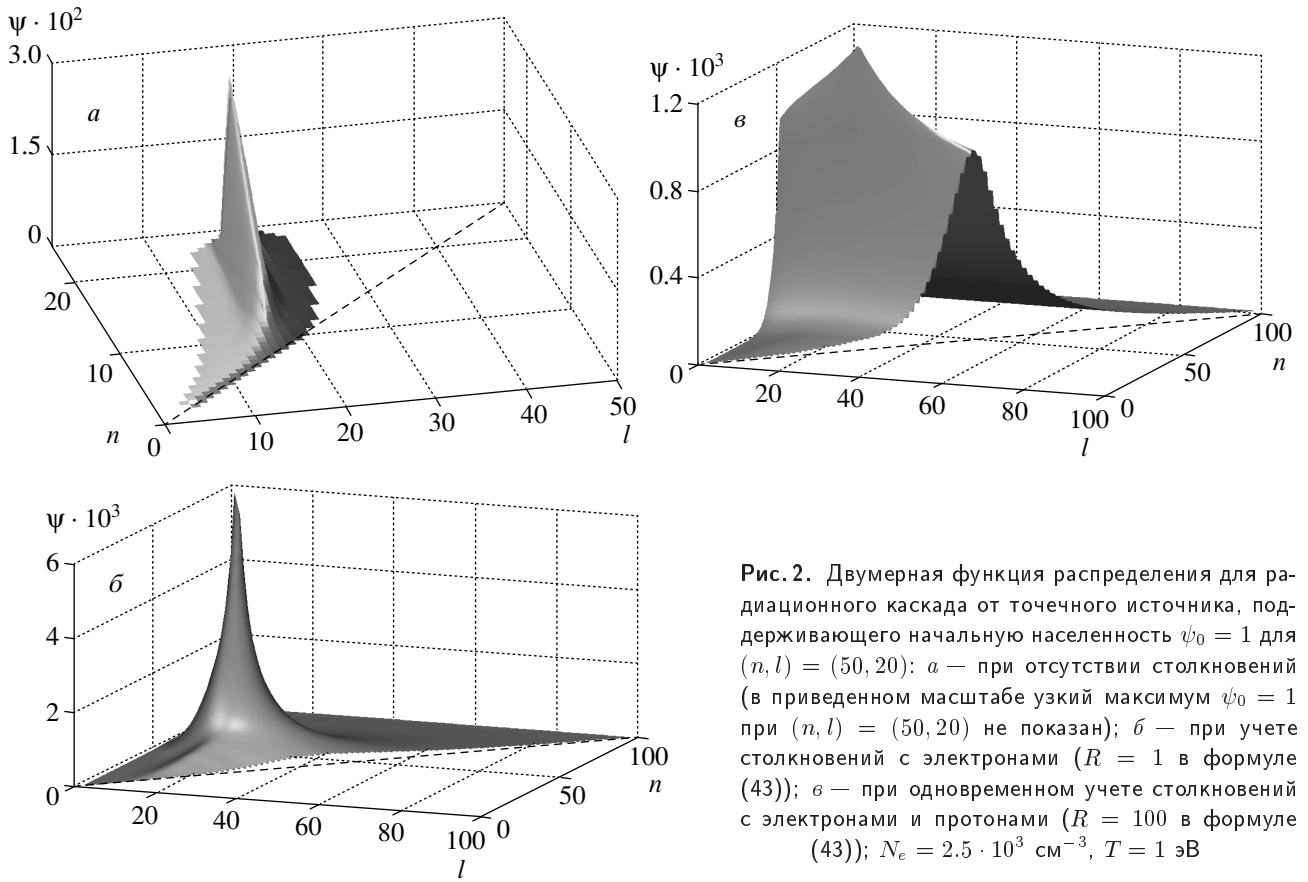 ψ · 10²
3.0
1.5
0
а
20
10
n
0
10
20
30
40
50
l
ψ · 10³
1.2
0.8
0.4
0
в
20
40
60
80
100
l
0
50
100
n
ψ · 10³
6
4
2
0
б
20
40
60
80
100
l
0
50
100
n
Рис. 2. Двумерная функция распределения для ра-
диационного каскада от точечного источника, под-
держивающего начальную населенность ψ₀ = 1 для
(n, l) = (50, 20): а — при отсутствии столкновений
(в приведенном масштабе узкий максимум ψ₀ = 1
при (n, l) = (50, 20) не показан); б — при учете
столкновений с электронами (R = 1 в формуле
(43)); в — при одновременном учете столкновений
с электронами и протонами (R = 100 в формуле
(43)); Nₑ = 2.5 · 10³ см⁻³, T = 1 эВ